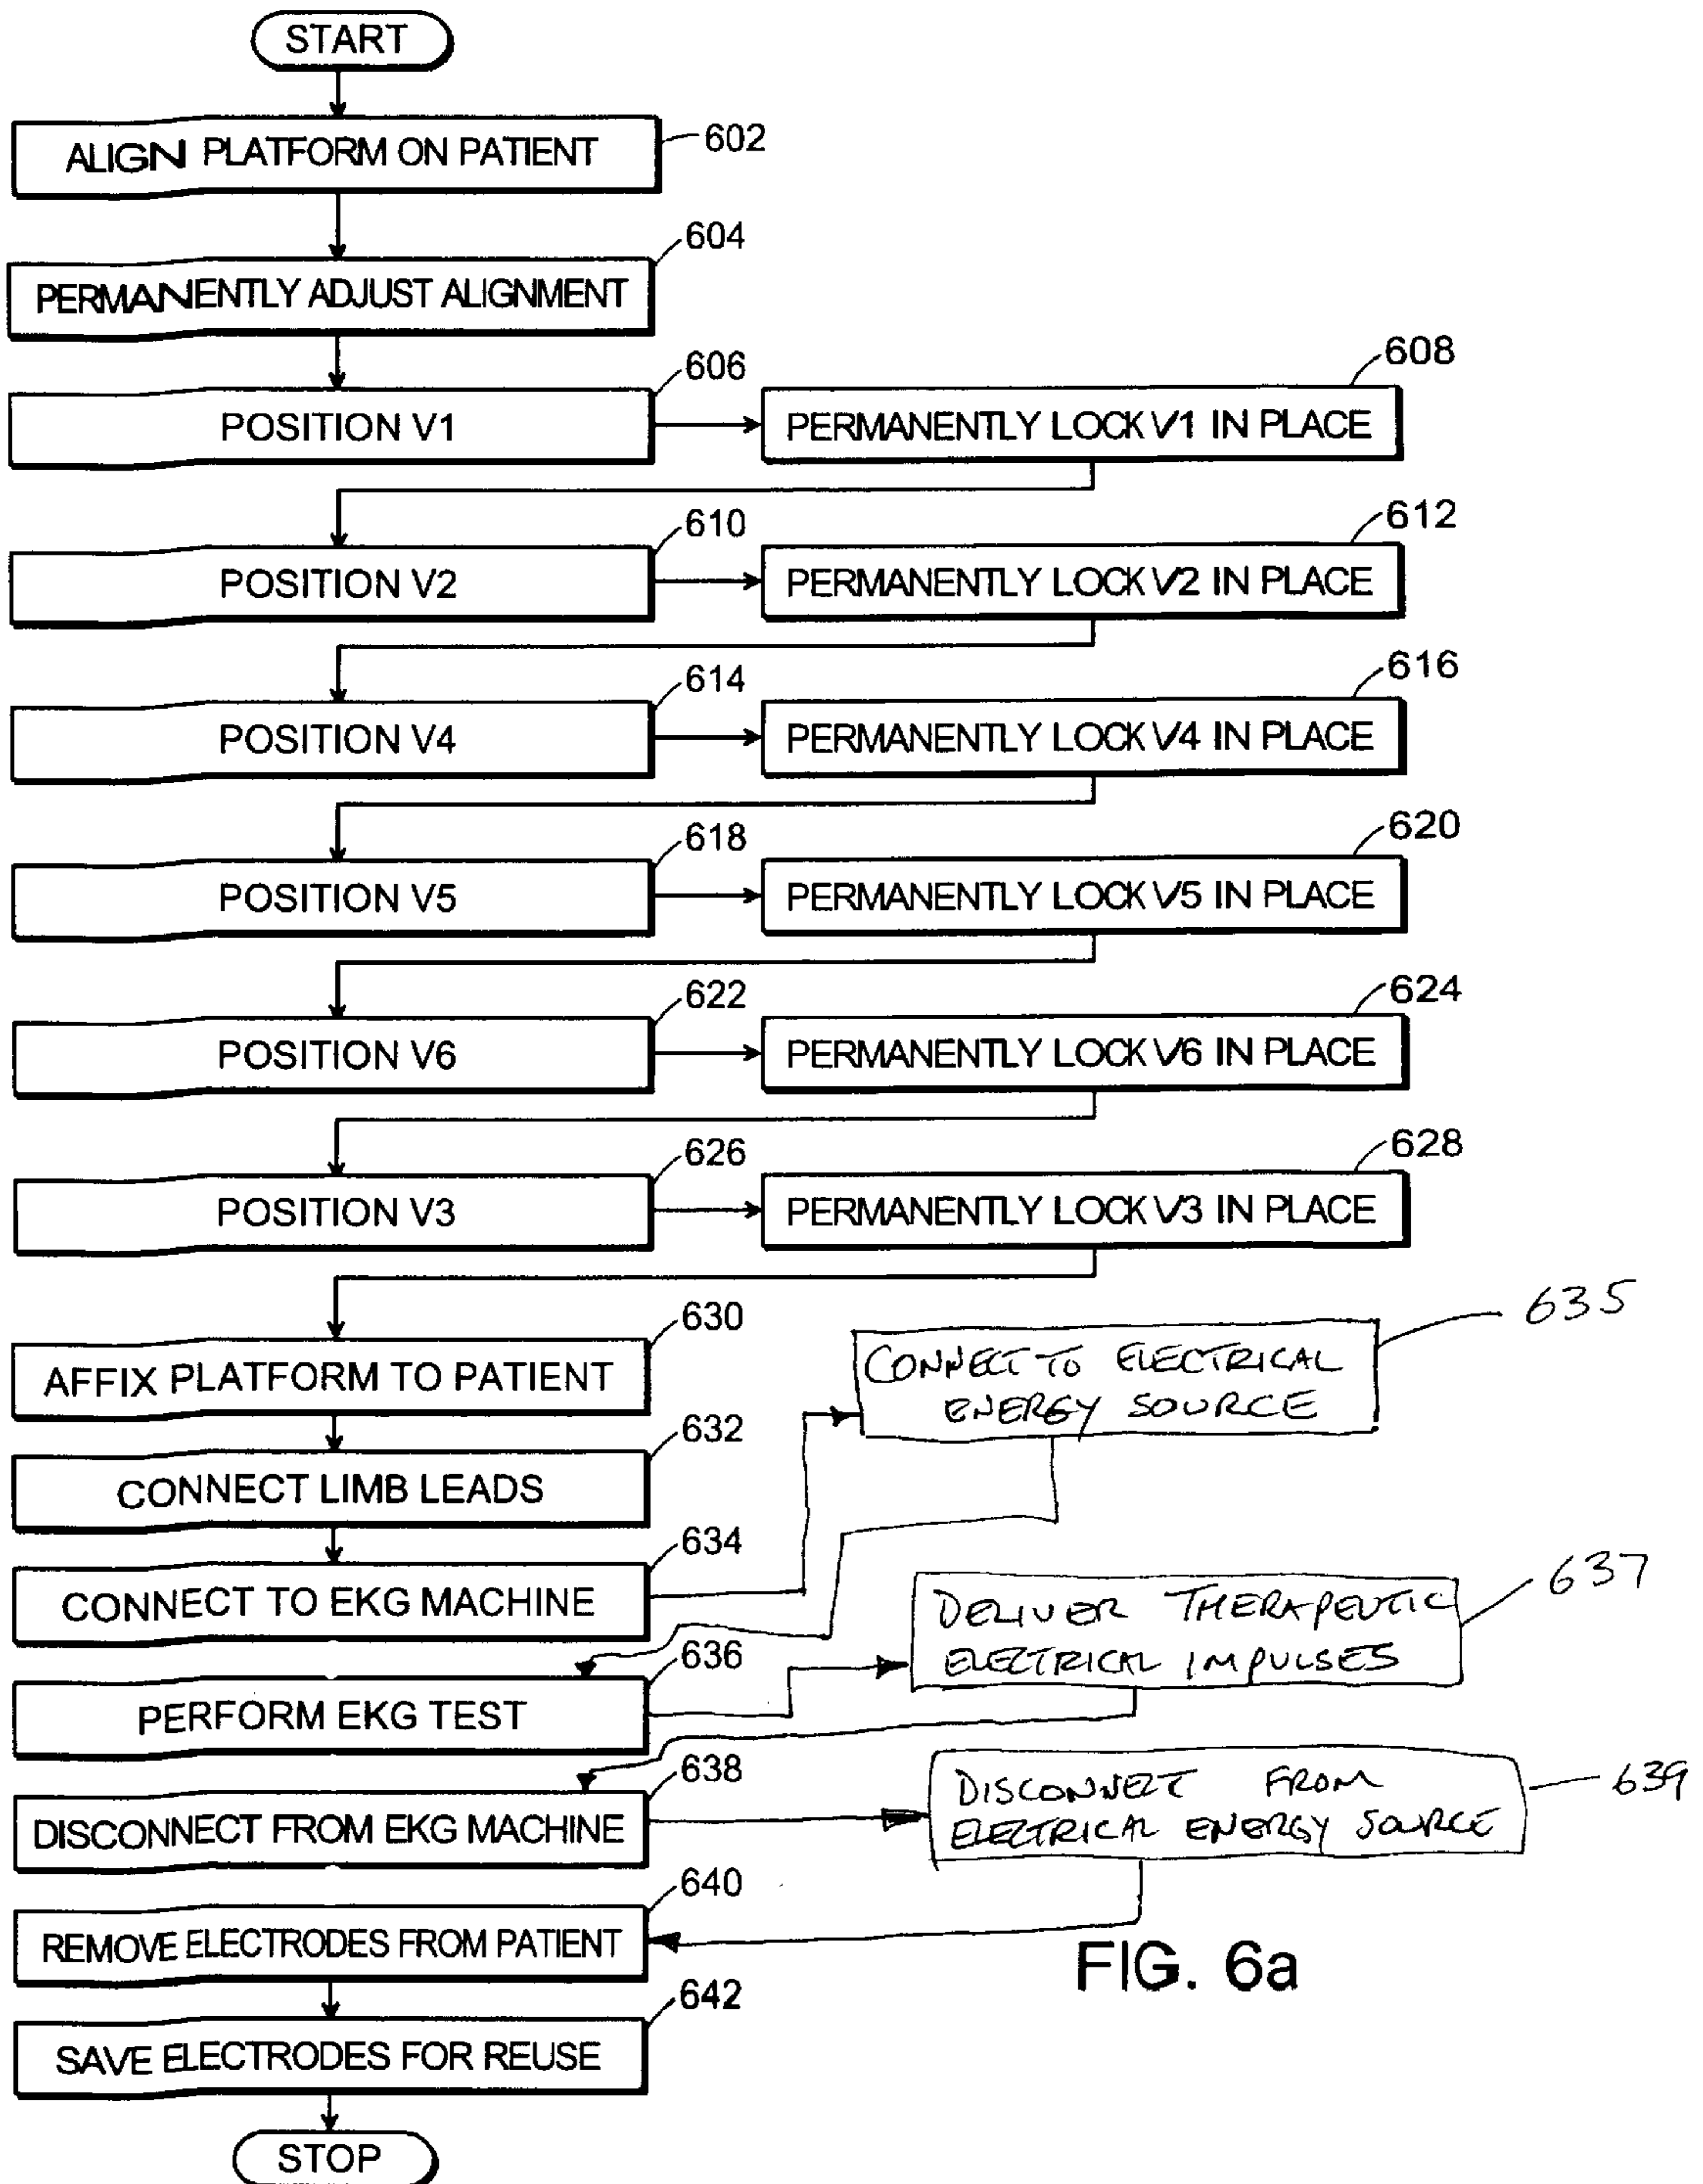 START
ALIGN PLATFORM ON PATIENT
602
604
PERMANENTLY ADJUST ALIGNMENT
606
608
POSITION V1
PERMANENTLY LOCK V1 IN PLACE
610
612
POSITION V2
PERMANENTLY LOCK V2 IN PLACE
614
616
POSITION V4
PERMANENTLY LOCK V4 IN PLACE
618
620
POSITION V5
PERMANENTLY LOCK V5 IN PLACE
622
624
POSITION V6
PERMANENTLY LOCK V6 IN PLACE
626
628
POSITION V3
PERMANENTLY LOCK V3 IN PLACE
630
635
AFFIX PLATFORM TO PATIENT
CONNECT TO ELECTRICAL
ENERGY SOURCE
632
CONNECT LIMB LEADS
634
CONNECT TO EKG MACHINE
637
DELIVER THERAPEUTIC
ELECTRICAL IMPULSES
636
PERFORM EKG TEST
638
639
DISCONNECT FROM EKG MACHINE
DISCONNECT FROM
ELECTRICAL ENERGY SOURCE
640
REMOVE ELECTRODES FROM PATIENT
FIG. 6a
642
SAVE ELECTRODES FOR REUSE
STOP